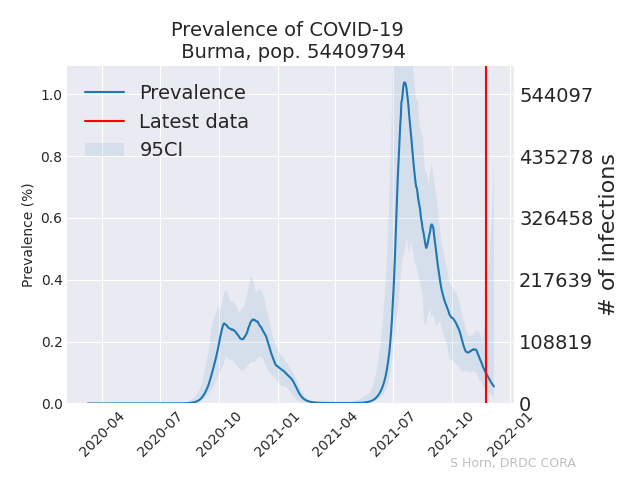 Prevalence of COVID-19
Burma, pop. 54409794
Prevalence
Latest data
95CI
Prevalence (%)
1.0
0.8
0.6
0.4
0.2
0.0
544097
435278
326458
217639
108819
0
# of infections
2020-04
2020-07
2020-10
2021-01
2021-04
2021-07
2021-10
2022-01
S Horn, DRDC CORA